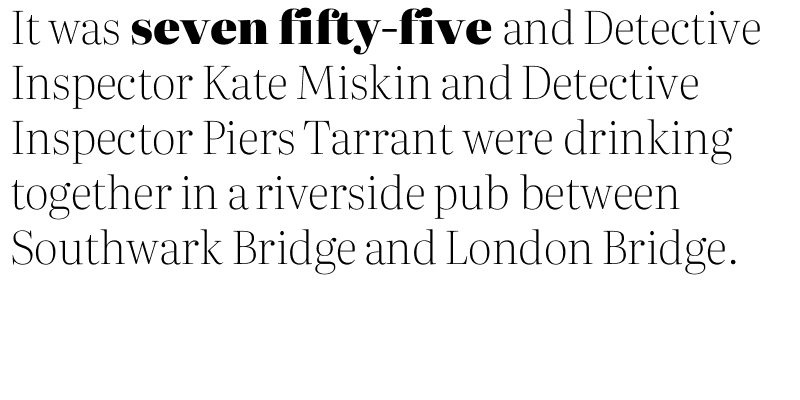 It was seven fifty-five and Detective
Inspector Kate Miskin and Detective
Inspector Piers Tarrant were drinking
together in a riverside pub between
Southwark Bridge and London Bridge.